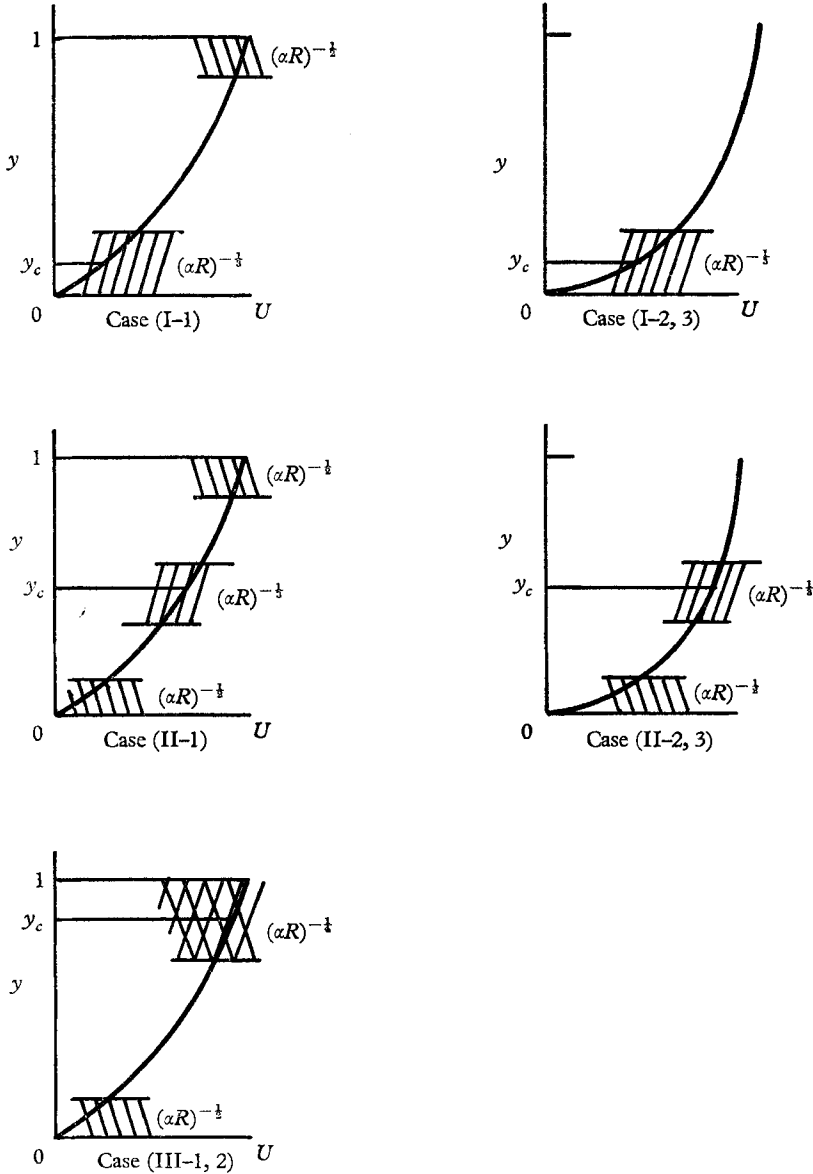 1
(αR)^{-1/2}
y
y_c
(αR)^{-1/3}
0
Case (I–1)
U
y
y_c
(αR)^{-1/3}
0
Case (I–2, 3)
U
1
(αR)^{-1/2}
y
y_c
(αR)^{-1/3}
(αR)^{-1/2}
0
Case (II–1)
U
y
y_c
(αR)^{-1/3}
(αR)^{-1/2}
0
Case (II–2, 3)
1
y_c
(αR)^{-1/4}
y
(αR)^{-1/2}
0
Case (III–1, 2)
U